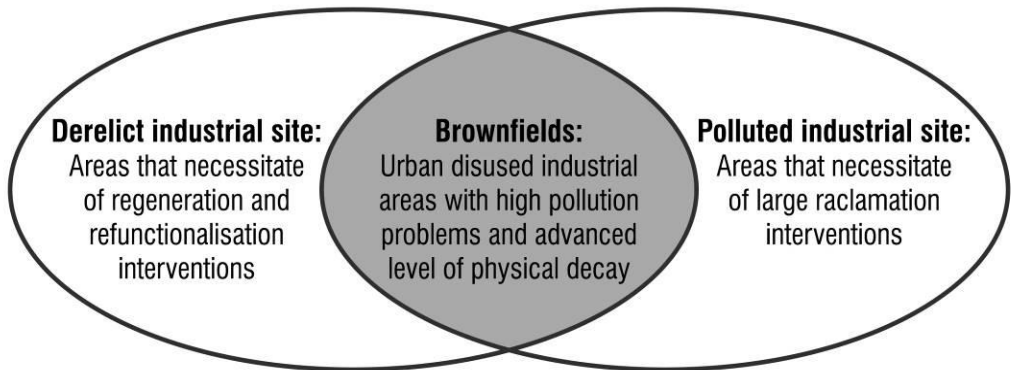 Derelict industrial site:
Areas that necessitate
of regeneration and
refunctionalisation
interventions
Brownfields:
Urban disused industrial
areas with high pollution
problems and advanced
level of physical decay
Polluted industrial site:
Areas that necessitate
of large raclamation
interventions